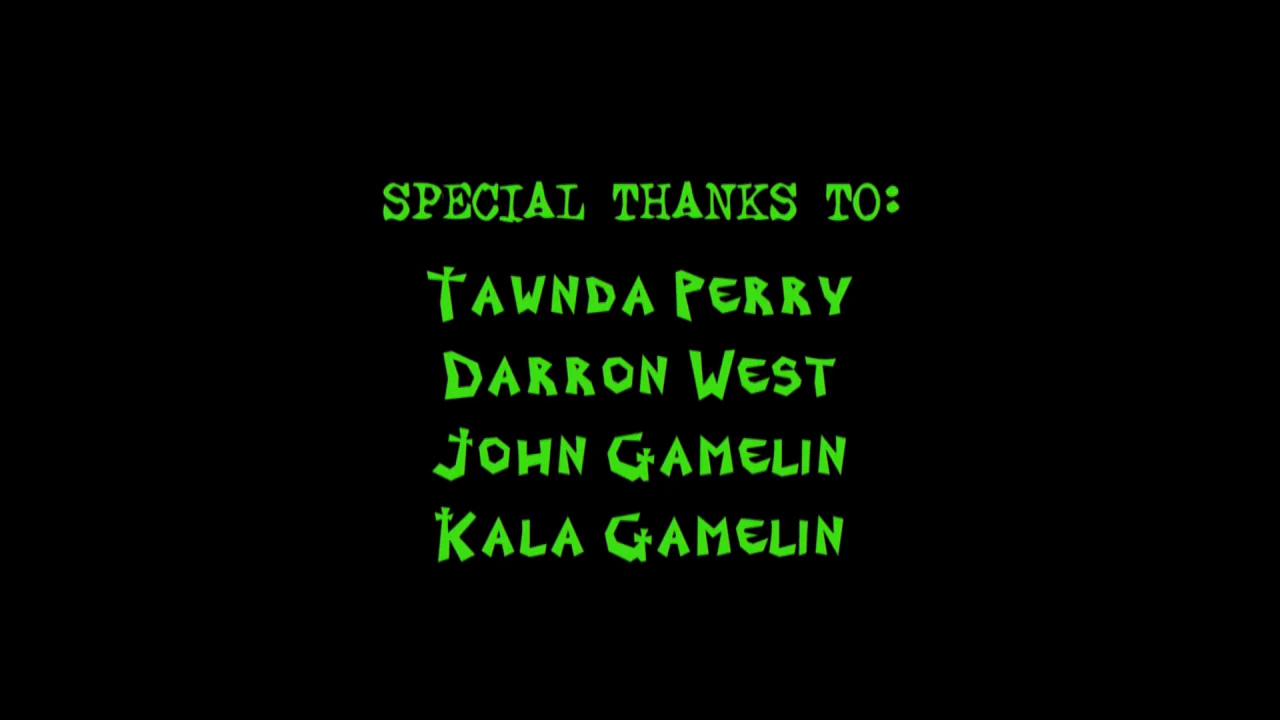 SPECIAL THANKS TO:
TAWNDA PERRY
DARRON WEST
JOHN GAMELIN
KALA GAMELIN